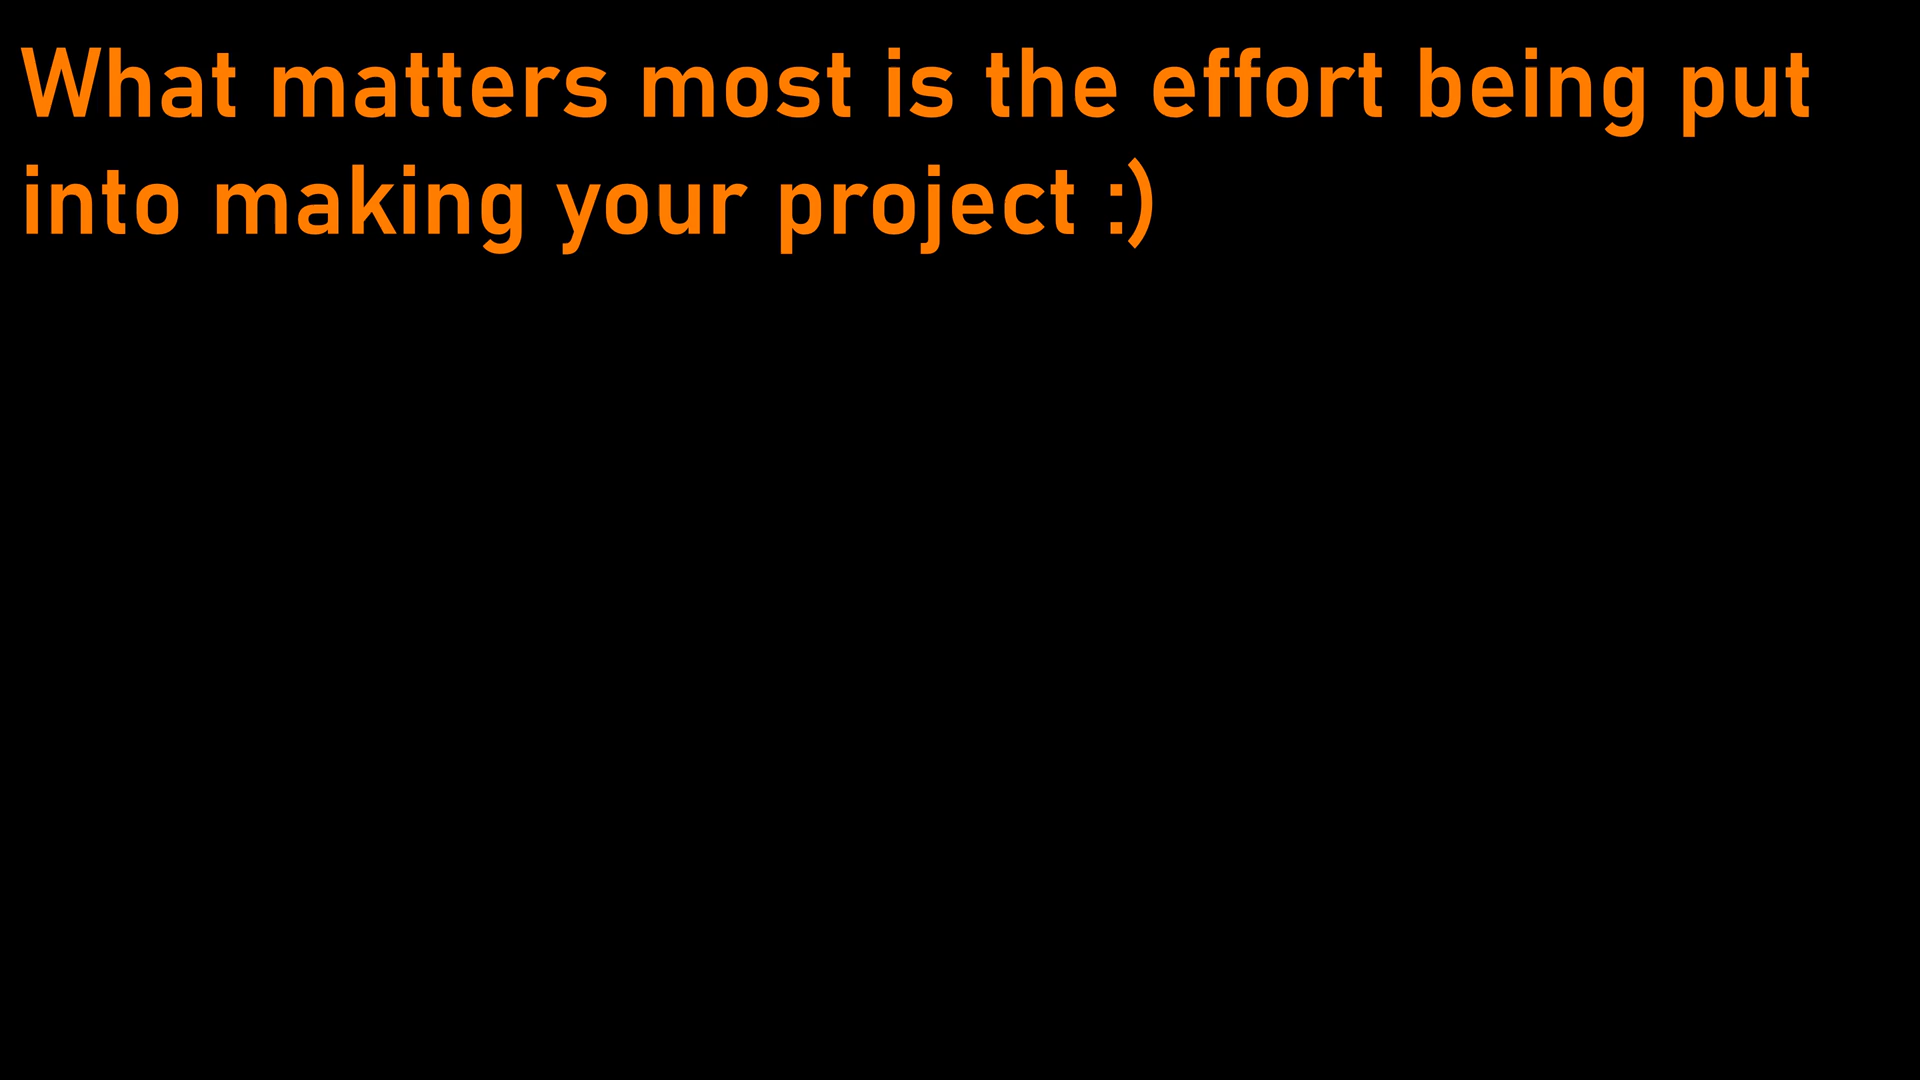 What matters most is the effort being put
into making your project :)